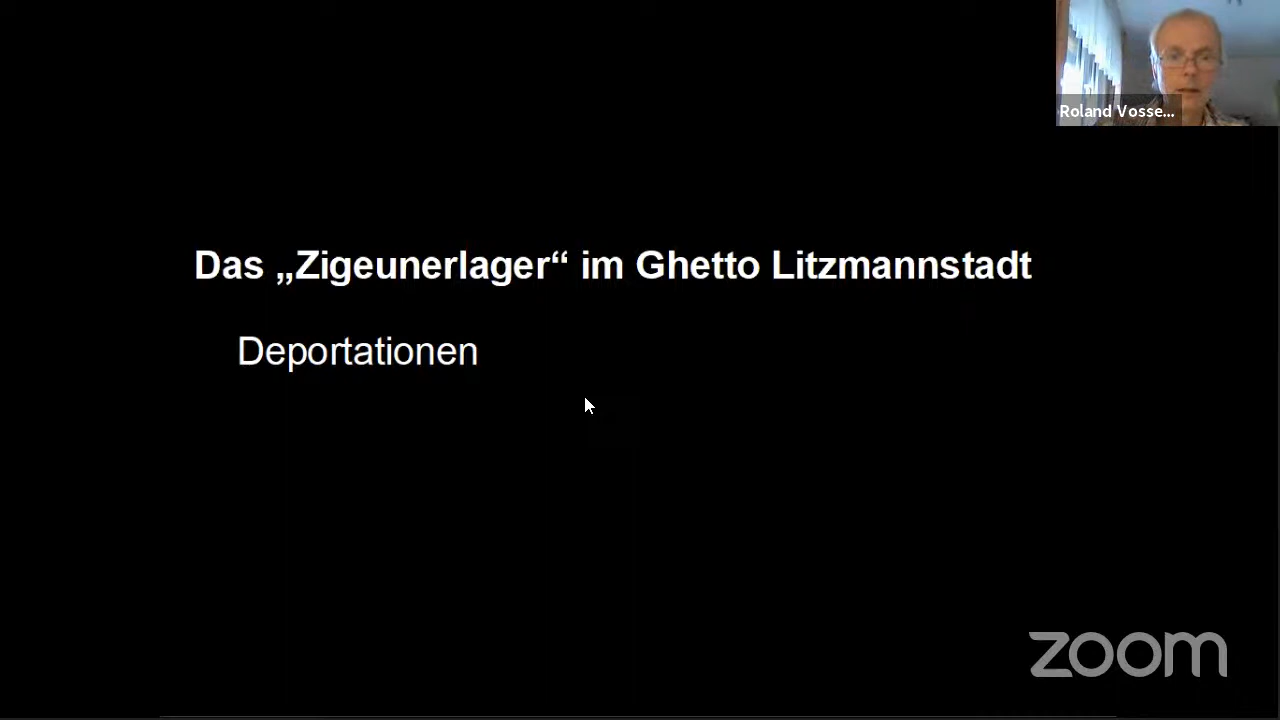 Roland Vosse...
Das „Zigeunerlager“ im Ghetto Litzmannstadt
Deportationen
zoom